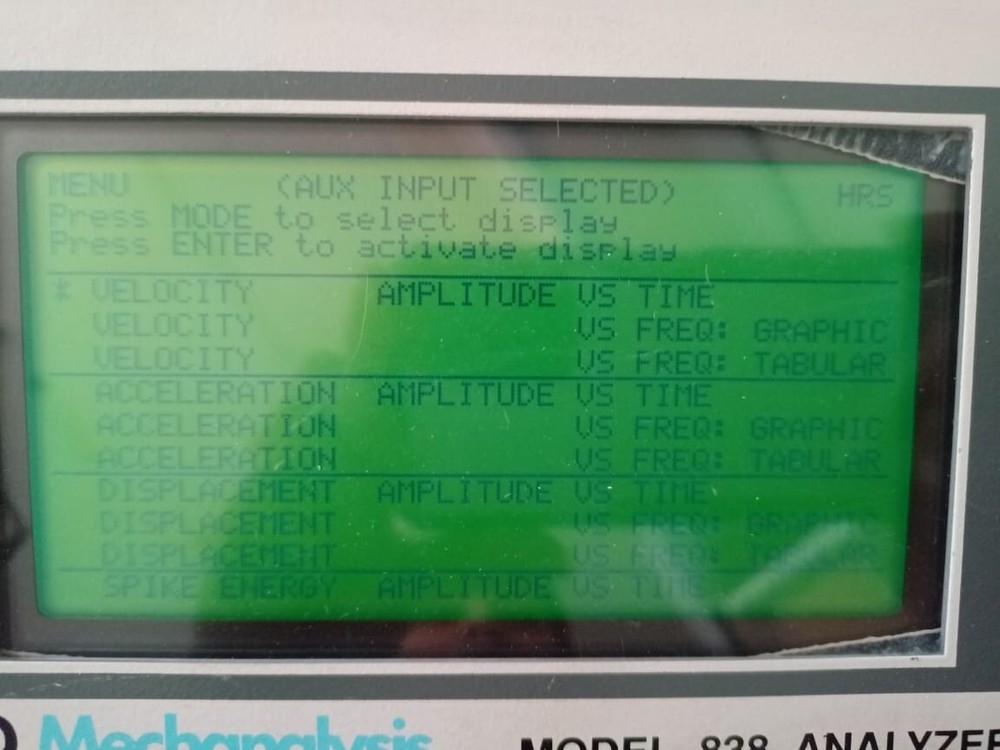 MENU (AUX INPUT SELECTED) HRS
Press MODE to select display
Press ENTER to activate display
* VELOCITY AMPLITUDE VS TIME
VELOCITY VS FREQ: GRAPHIC
VELOCITY VS FREQ: TABULAR
ACCELERATION AMPLITUDE VS TIME
ACCELERATION VS FREQ: GRAPHIC
ACCELERATION VS FREQ: TABULAR
DISPLACEMENT AMPLITUDE VS TIME
DISPLACEMENT VS FREQ: GRAPHIC
DISPLACEMENT VS FREQ: TABULAR
SPIKE ENERGY AMPLITUDE VS TIME
Mechanalysis MODEL 838 ANALYZER